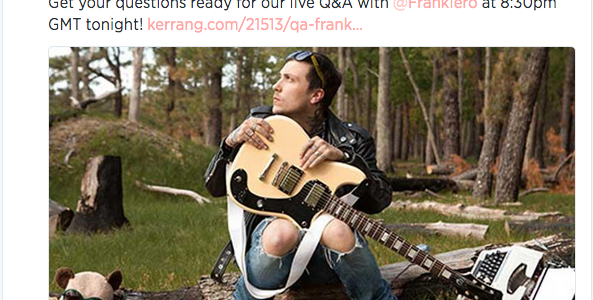 Get your questions ready for our live Q&A with @FrankIero at 8:30pm
GMT tonight! kerrang.com/21513/qa-frank...